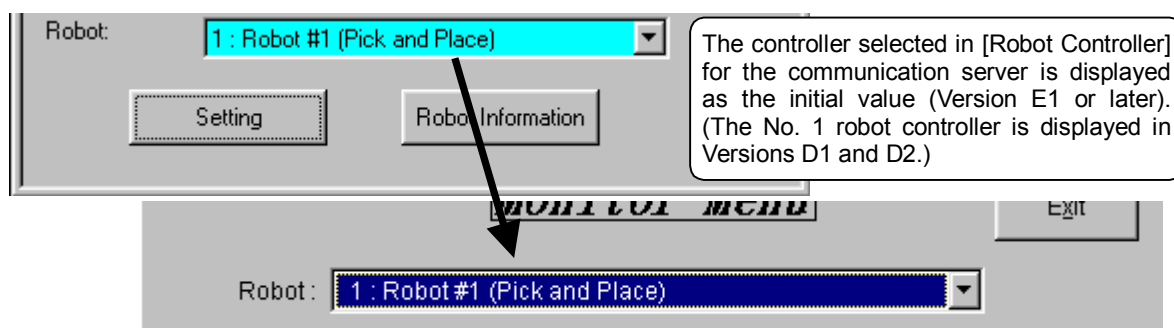 Robot:
1 : Robot #1 (Pick and Place)
Setting
Robot Information
The controller selected in [Robot Controller]
for the communication server is displayed
as the initial value (Version E1 or later).
(The No. 1 robot controller is displayed in
Versions D1 and D2.)
Monitor Menu
Exit
Robot :
1 : Robot #1 (Pick and Place)